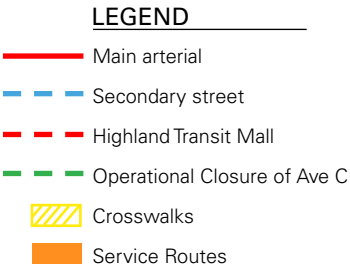 LEGEND
Main arterial
Secondary street
Highland Transit Mall
Operational Closure of Ave C
Crosswalks
Service Routes